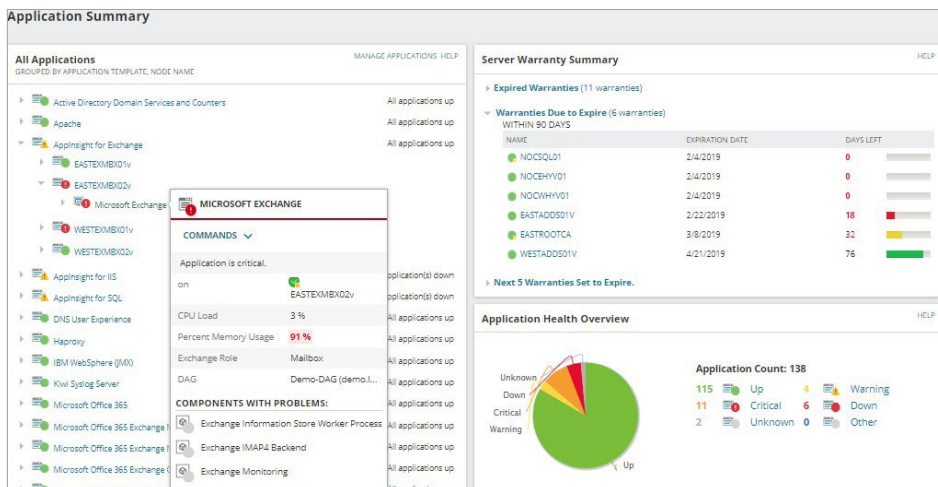 Application Summary
All Applications
MANAGE APPLICATIONS HELP
GROUPED BY APPLICATION TEMPLATE, NODE NAME
Active Directory Domain Services and Counters All applications up
Apache All applications up
AppInsight for Exchange All applications up
EASTEXMBX01v
EASTEXMBX02v
Microsoft Exchange
WESTEXMBX01v
WESTEXMBX02v
AppInsight for IIS pplication(s) down
AppInsight for SQL pplication(s) down
DNS User Experience All applications up
Haproxy All applications up
IBM WebSphere (JMX) All applications up
Kiwi Syslog Server All applications up
Microsoft Office 365 All applications up
Microsoft Office 365 Exchange All applications up
Microsoft Office 365 Exchange All applications up
Microsoft Office 365 Exchange All applications up
MICROSOFT EXCHANGE
COMMANDS
Application is critical.
on EASTEXMBX02v
CPU Load 3 %
Percent Memory Usage 91 %
Exchange Role Mailbox
DAG Demo-DAG (demo.l...
COMPONENTS WITH PROBLEMS:
Exchange Information Store Worker Process
Exchange IMAP4 Backend
Exchange Monitoring
Server Warranty Summary
HELP
Expired Warranties (11 warranties)
Warranties Due to Expire (6 warranties)
WITHIN 90 DAYS
NAME EXPIRATION DATE DAYS LEFT
NOCSQL01 2/4/2019 0
NOCEHYV01 2/4/2019 0
NOCWHYV01 2/4/2019 0
EASTADDS01V 2/22/2019 18
EASTROOTCA 3/8/2019 32
WESTADDS01V 4/21/2019 76
Next 5 Warranties Set to Expire.
Application Health Overview
HELP
Unknown
Down
Critical
Warning
Up
Application Count: 138
115 Up 4 Warning
11 Critical 6 Down
2 Unknown 0 Other